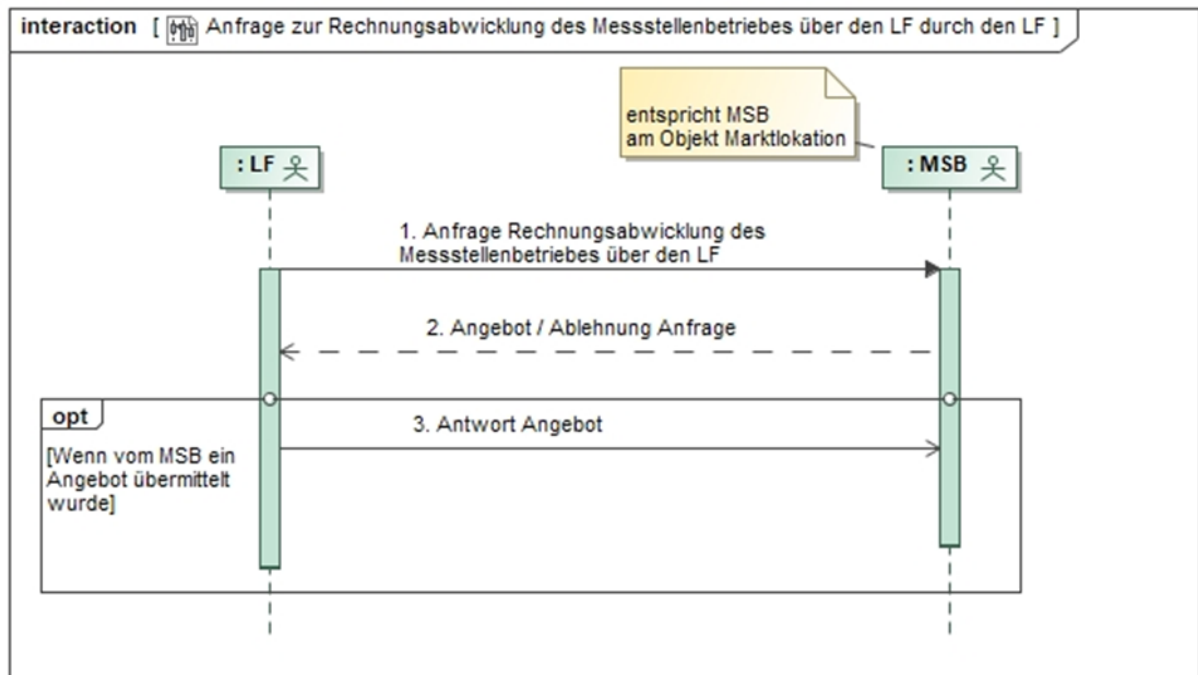 interaction [ Anfrage zur Rechnungsabwicklung des Messstellenbetriebes über den LF durch den LF ]
entspricht MSB
am Objekt Marktlokation
: LF
: MSB
1. Anfrage Rechnungsabwicklung des
Messstellenbetriebes über den LF
2. Angebot / Ablehnung Anfrage
opt
3. Antwort Angebot
[Wenn vom MSB ein
Angebot übermittelt
wurde]